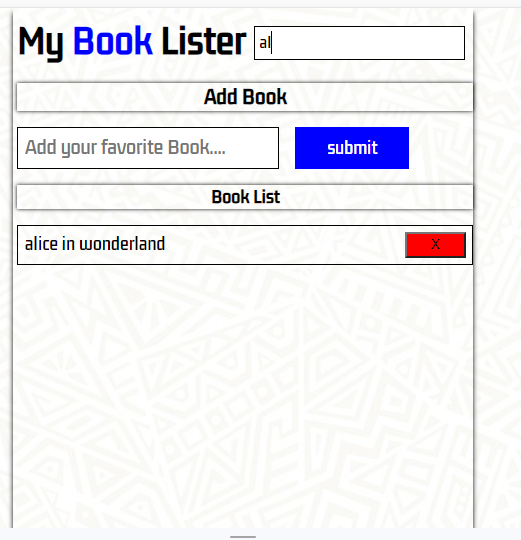 My Book Lister al
Add Book
Add your favorite Book.... submit
Book List
alice in wonderland X